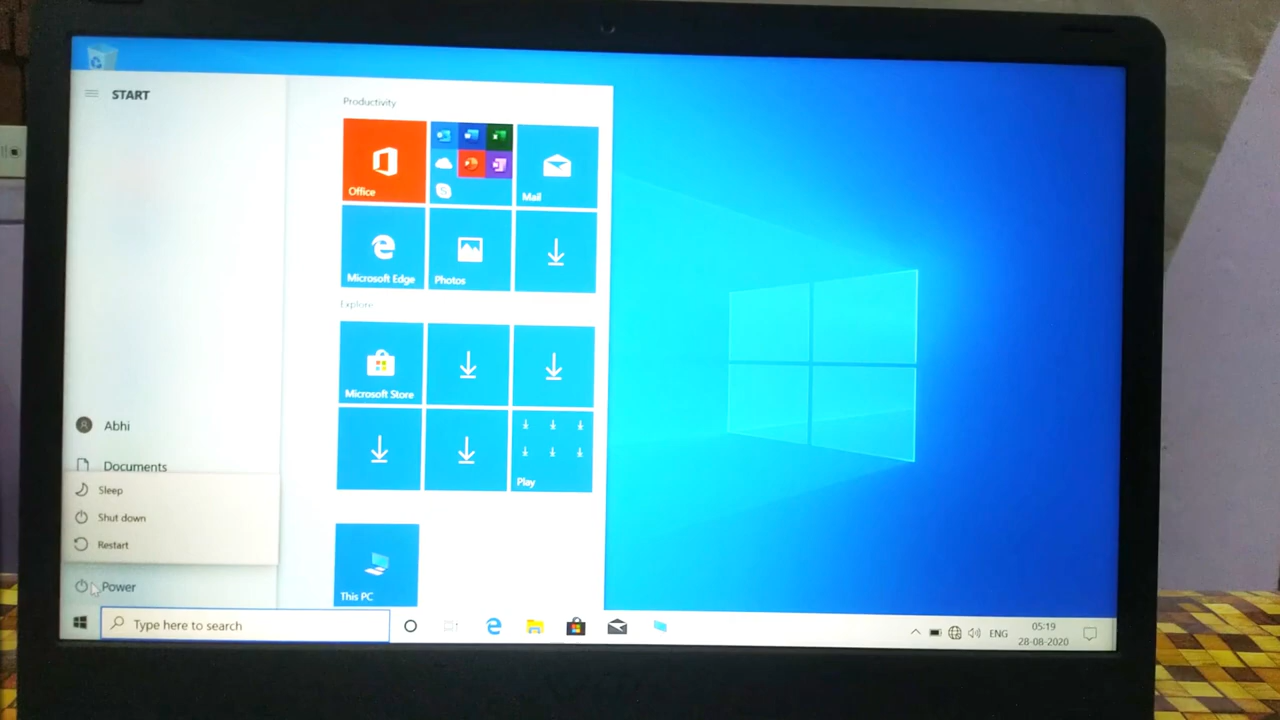 START
Productivity
Office
Mail
Microsoft Edge
Photos
Explore
Microsoft Store
Play
This PC
Abhi
Documents
Sleep
Shut down
Restart
Power
Type here to search
ENG
05:19
28-08-2020